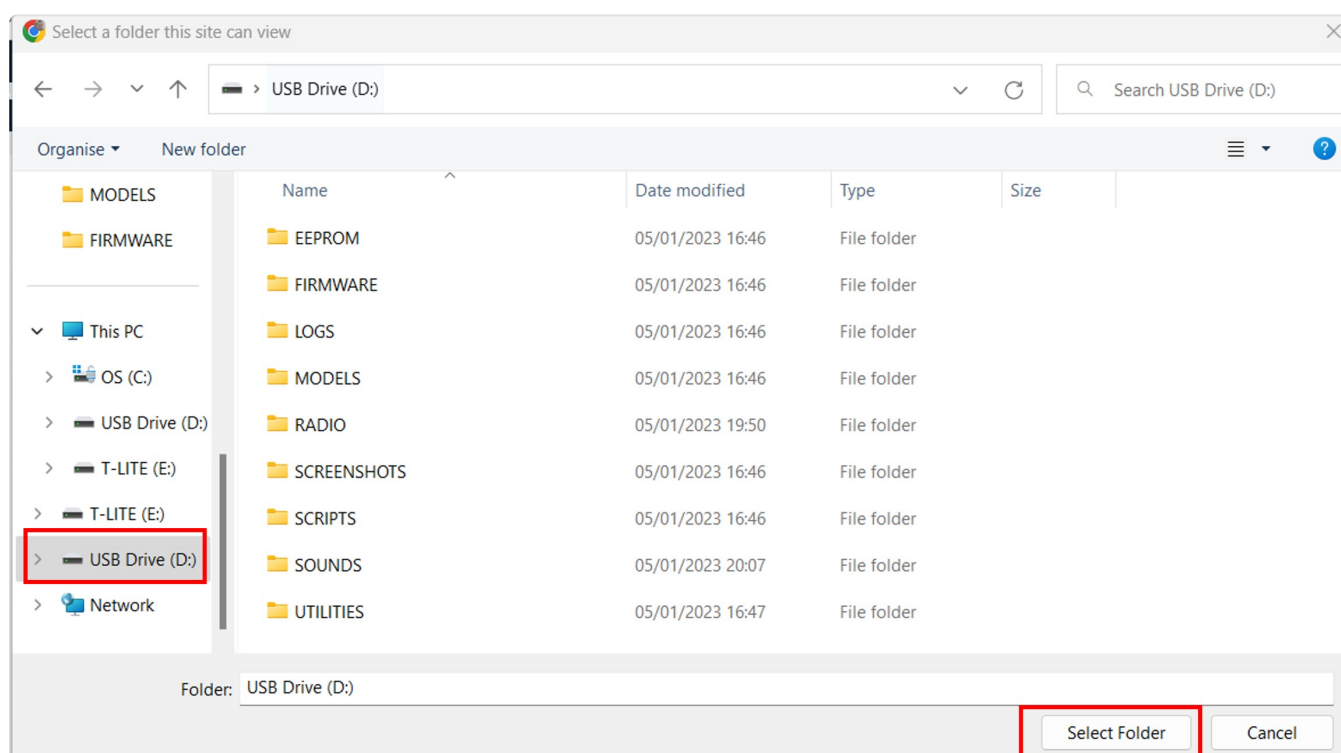 Select a folder this site can view
USB Drive (D:)
Search USB Drive (D:)
Organise
New folder
MODELS
FIRMWARE
This PC
OS (C:)
USB Drive (D:)
T-LITE (E:)
T-LITE (E:)
USB Drive (D:)
Network
Name Date modified Type Size
EEPROM 05/01/2023 16:46 File folder
FIRMWARE 05/01/2023 16:46 File folder
LOGS 05/01/2023 16:46 File folder
MODELS 05/01/2023 16:46 File folder
RADIO 05/01/2023 19:50 File folder
SCREENSHOTS 05/01/2023 16:46 File folder
SCRIPTS 05/01/2023 16:46 File folder
SOUNDS 05/01/2023 20:07 File folder
UTILITIES 05/01/2023 16:47 File folder
Folder: USB Drive (D:)
Select Folder
Cancel